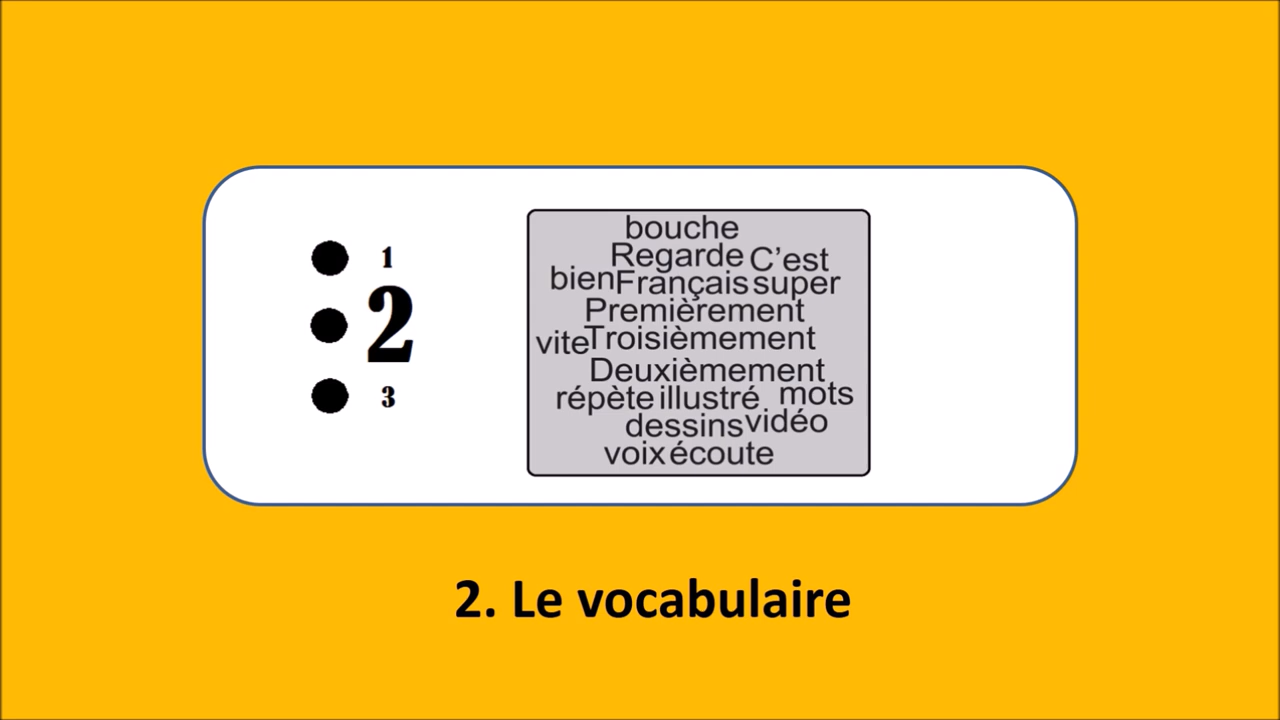 1
2
3
bouche
Regarde C'est
bien Français super
Premièrement
vite Troisièmement
Deuxièmement
répète illustré mots
dessins vidéo
voix écoute
2. Le vocabulaire